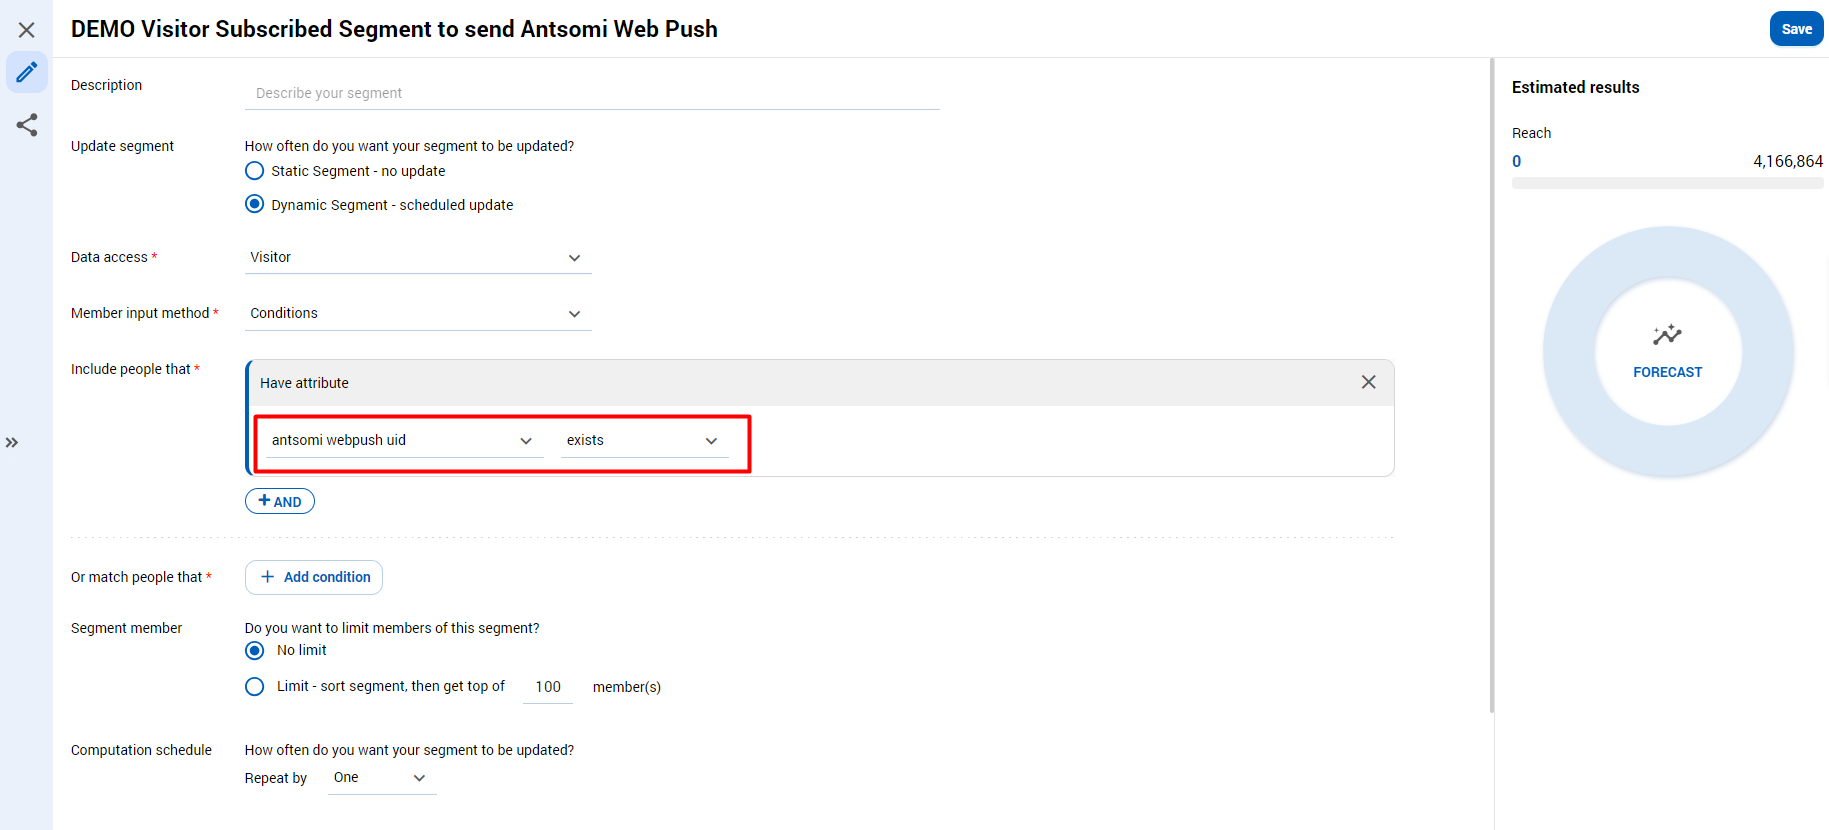 DEMO Visitor Subscribed Segment to send Antsomi Web Push
Save
Description
Describe your segment
Update segment
How often do you want your segment to be updated?
Static Segment - no update
Dynamic Segment - scheduled update
Data access *
Visitor
Member input method *
Conditions
Include people that *
Have attribute
antsomi webpush uid
exists
+ AND
Or match people that *
+ Add condition
Segment member
Do you want to limit members of this segment?
No limit
Limit - sort segment, then get top of 100 member(s)
Computation schedule
How often do you want your segment to be updated?
Repeat by One
Estimated results
Reach
0 4,166,864
FORECAST